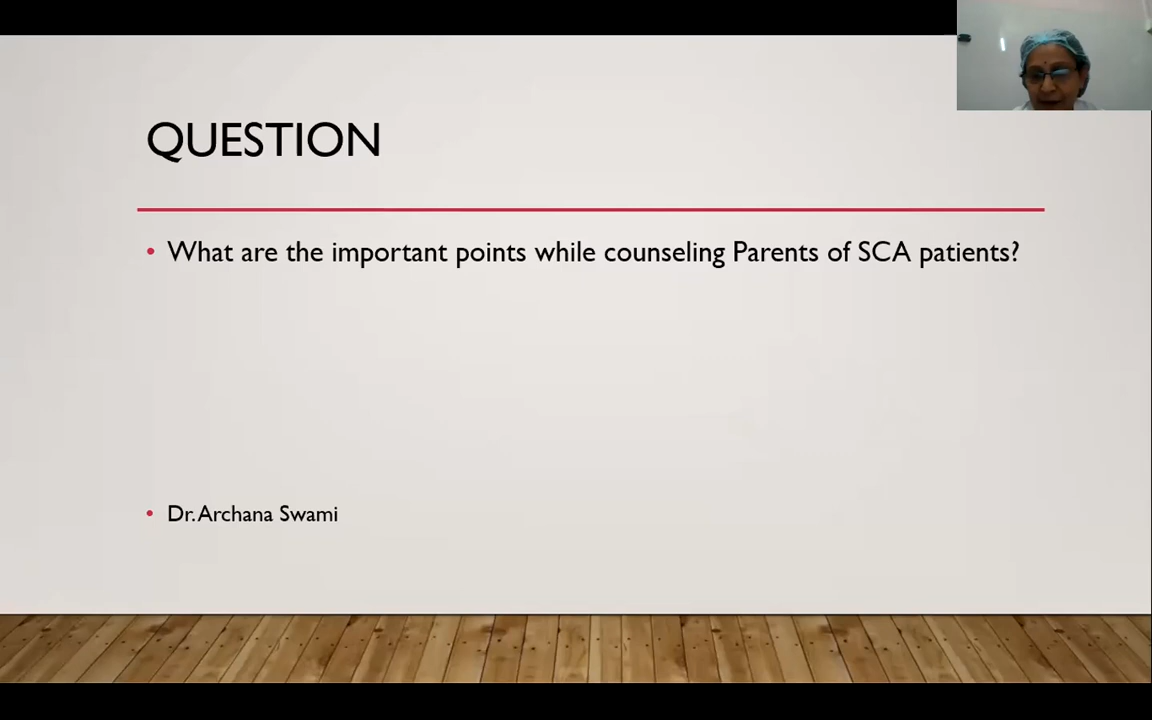 QUESTION
• What are the important points while counseling Parents of SCA patients?
• Dr. Archana Swami